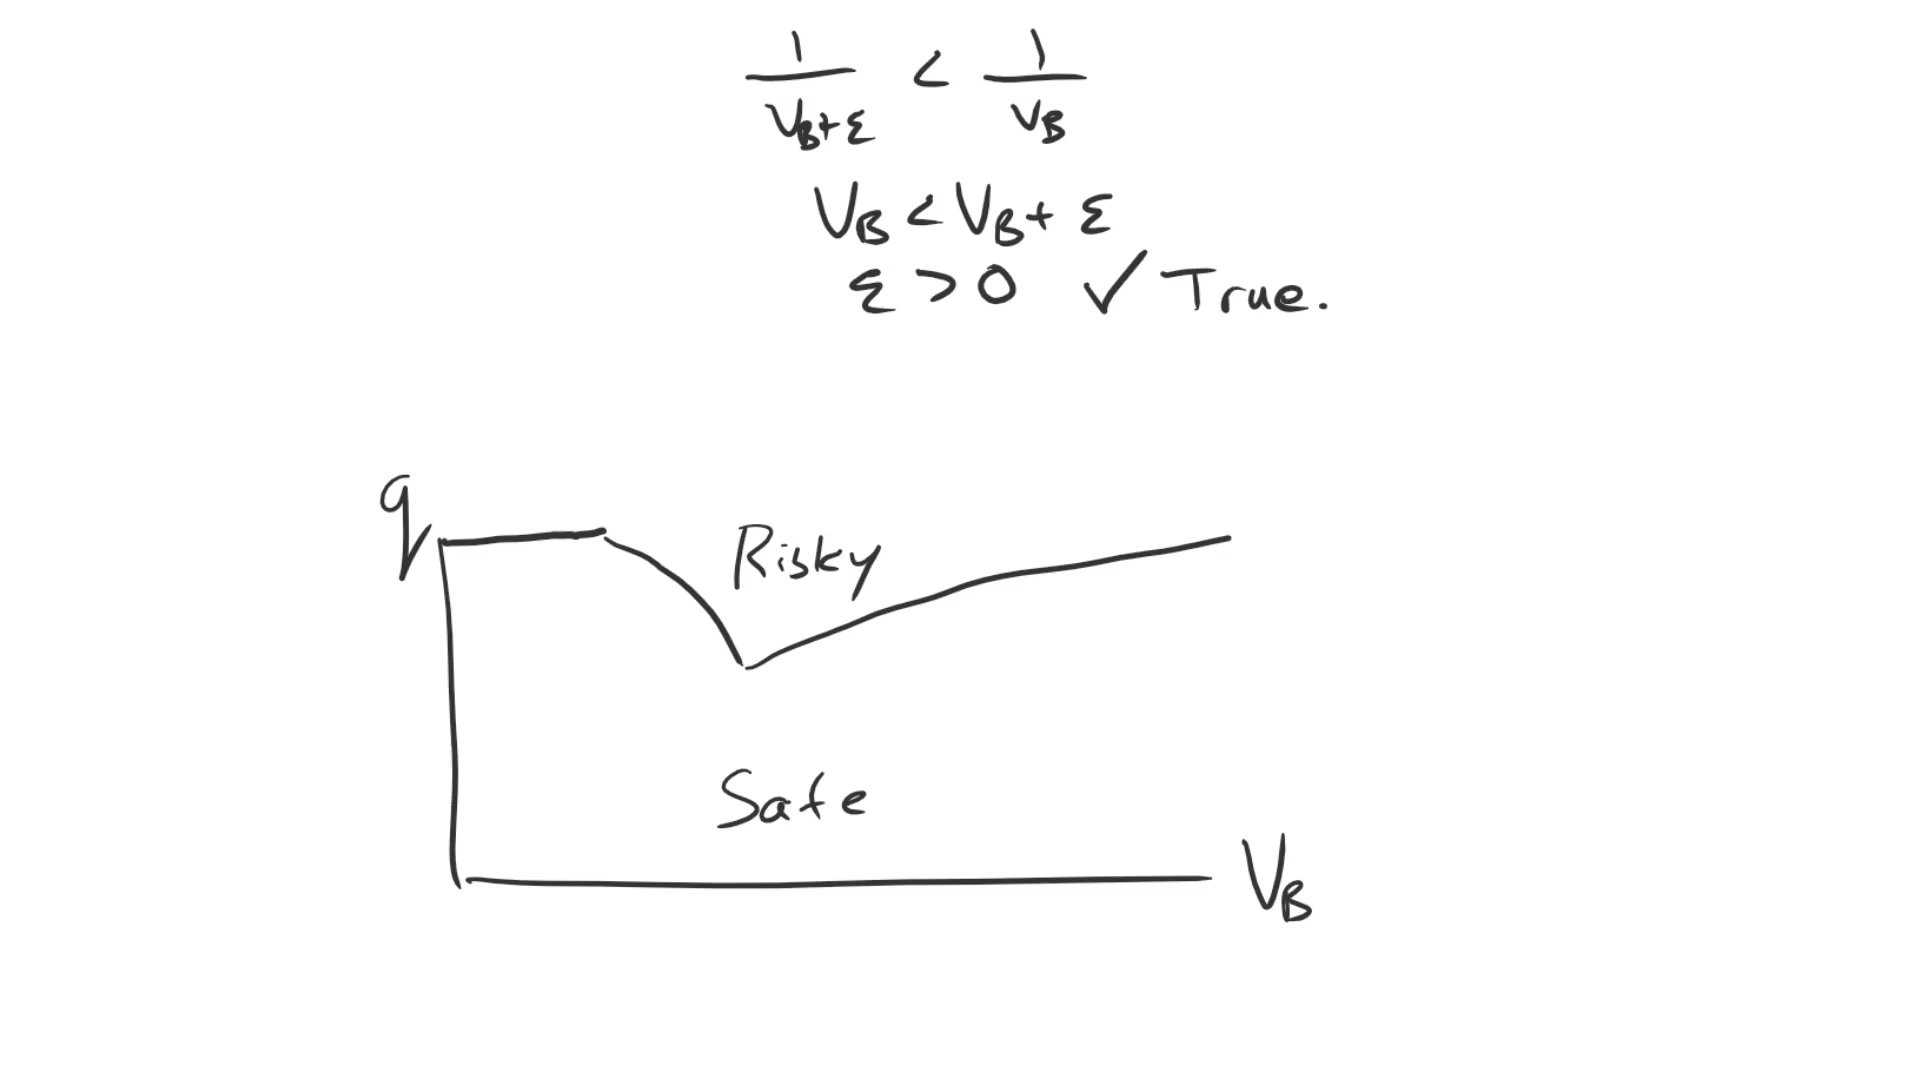 1/(V_B+ε) < 1/V_B
V_B < V_B + ε
ε > 0 ✓ True.
q
Risky
Safe
V_B